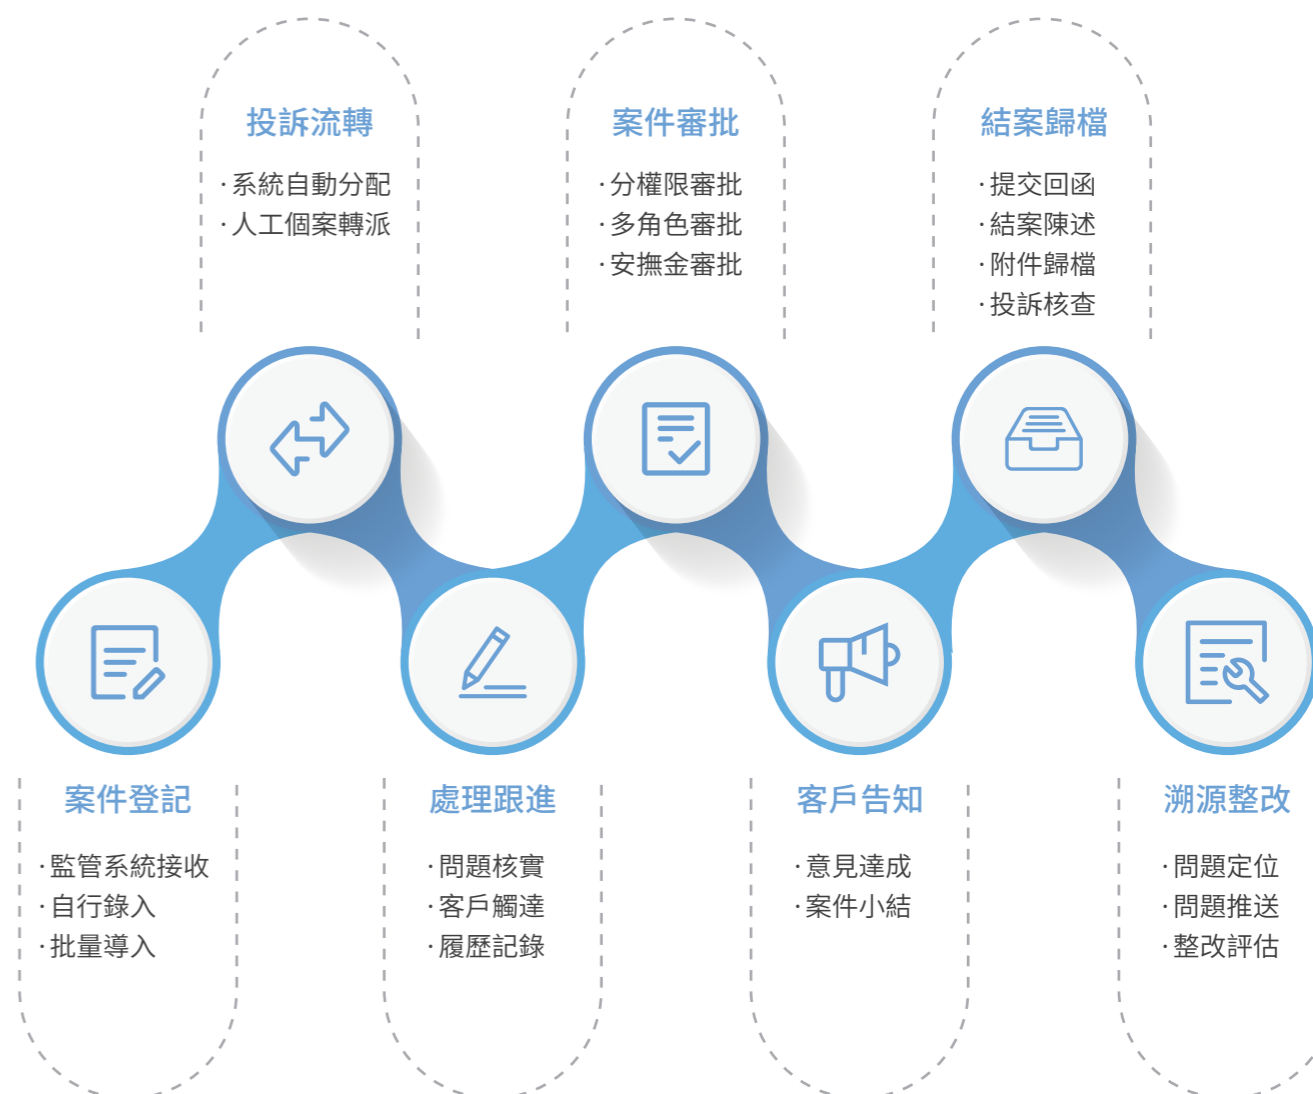 投訴流轉
·系統自動分配
·人工個案轉派
案件審批
·分權限審批
·多角色審批
·安撫金審批
結案歸檔
·提交回函
·結案陳述
·附件歸檔
·投訴核查
案件登記
·監管系統接收
·自行錄入
·批量導入
處理跟進
·問題核實
·客戶觸達
·履歷記錄
客戶告知
·意見達成
·案件小結
溯源整改
·問題定位
·問題推送
·整改評估